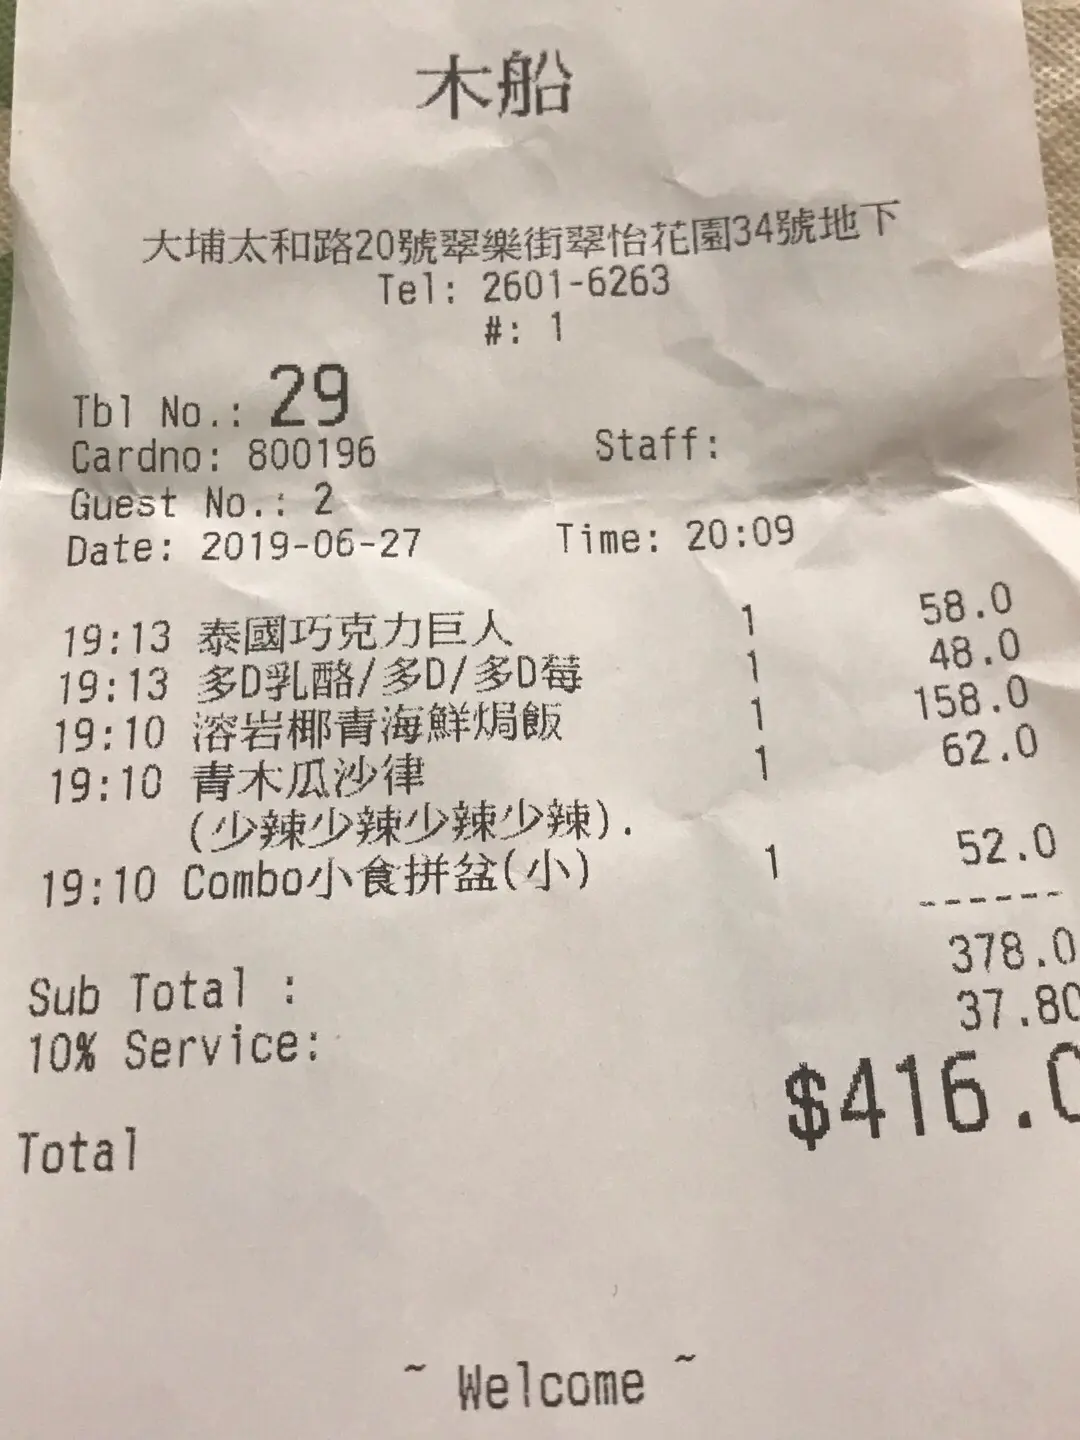 木船
大埔太和路20號翠樂街翠怡花園34號地下
Tel: 2601-6263
#: 1
Tbl No.: 29
Cardno: 800196 Staff:
Guest No.: 2
Date: 2019-06-27 Time: 20:09
19:13 泰國巧克力巨人 1 58.0
19:13 多D乳酪/多D/多D莓 1 48.0
19:10 溶岩椰青海鮮焗飯 1 158.0
19:10 青木瓜沙律 1 62.0
(少辣少辣少辣少辣).
19:10 Combo小食拼盆(小) 1 52.0
------
Sub Total : 378.0
10% Service: 37.80
Total $416.0
~ Welcome ~